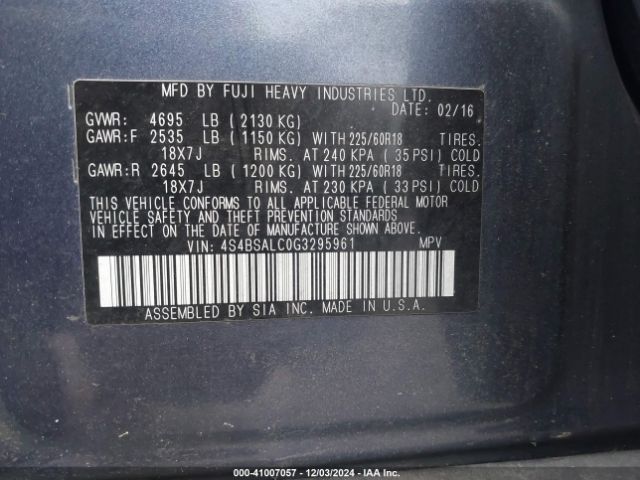 MFD BY FUJI HEAVY INDUSTRIES LTD.
DATE: 02/16
GVWR: 4695 LB ( 2130 KG)
GAWR:F 2535 LB ( 1150 KG) WITH 225/60R18 TIRES.
18X7J RIMS. AT 240 KPA ( 35 PSI) COLD
GAWR:R 2645 LB ( 1200 KG) WITH 225/60R18 TIRES.
18X7J RIMS. AT 230 KPA ( 33 PSI) COLD
THIS VEHICLE CONFORMS TO ALL APPLICABLE FEDERAL MOTOR
VEHICLE SAFETY AND THEFT PREVENTION STANDARDS
IN EFFECT ON THE DATE OF MANUFACTURE SHOWN ABOVE.
VIN: 4S4BSALC0G3295961 MPV
ASSEMBLED BY SIA INC. MADE IN U.S.A.
000-41007057 - 12/03/2024 - IAA Inc.